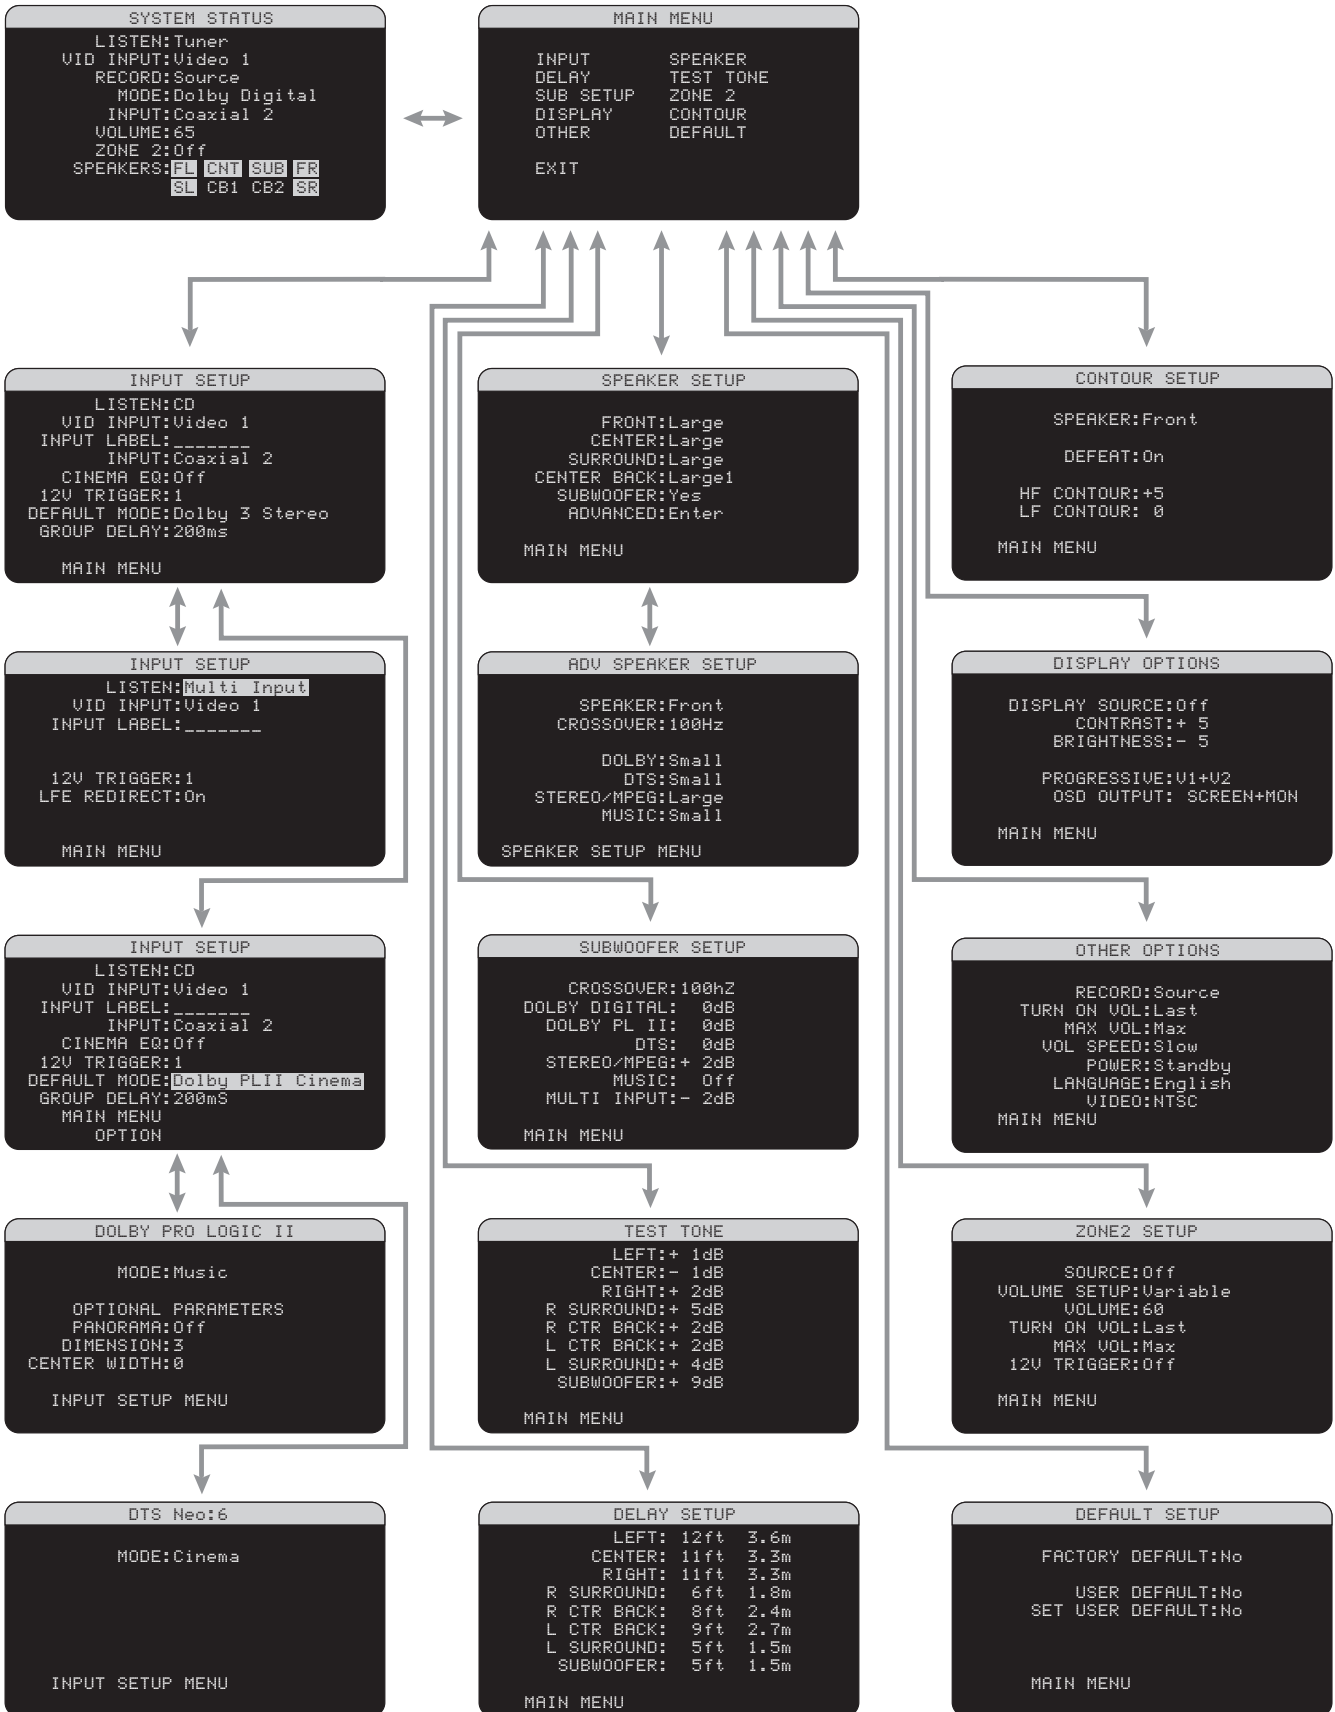 SYSTEM STATUS
LISTEN:Tuner
VID INPUT:Video 1
RECORD:Source
MODE:Dolby Digital
INPUT:Coaxial 2
VOLUME:65
ZONE 2:Off
SPEAKERS:FL CNT SUB FR
SL CB1 CB2 SR
MAIN MENU
INPUT SPEAKER
DELAY TEST TONE
SUB SETUP ZONE 2
DISPLAY CONTOUR
OTHER DEFAULT
EXIT
INPUT SETUP
LISTEN:CD
VID INPUT:Video 1
INPUT LABEL:_______
INPUT:Coaxial 2
CINEMA EQ:Off
12V TRIGGER:1
DEFAULT MODE:Dolby 3 Stereo
GROUP DELAY:200ms
MAIN MENU
SPEAKER SETUP
FRONT:Large
CENTER:Large
SURROUND:Large
CENTER BACK:Large1
SUBWOOFER:Yes
ADVANCED:Enter
MAIN MENU
CONTOUR SETUP
SPEAKER:Front
DEFEAT:On
HF CONTOUR:+5
LF CONTOUR: 0
MAIN MENU
INPUT SETUP
LISTEN:Multi Input
VID INPUT:Video 1
INPUT LABEL:_______
12V TRIGGER:1
LFE REDIRECT:On
MAIN MENU
ADV SPEAKER SETUP
SPEAKER:Front
CROSSOVER:100Hz
DOLBY:Small
DTS:Small
STEREO/MPEG:Large
MUSIC:Small
SPEAKER SETUP MENU
DISPLAY OPTIONS
DISPLAY SOURCE:Off
CONTRAST:+ 5
BRIGHTNESS:- 5
PROGRESSIVE:V1+V2
OSD OUTPUT: SCREEN+MON
MAIN MENU
INPUT SETUP
LISTEN:CD
VID INPUT:Video 1
INPUT LABEL:_______
INPUT:Coaxial 2
CINEMA EQ:Off
12V TRIGGER:1
DEFAULT MODE:Dolby PLII Cinema
GROUP DELAY:200mS
MAIN MENU
OPTION
SUBWOOFER SETUP
CROSSOVER:100hZ
DOLBY DIGITAL: 0dB
DOLBY PL II: 0dB
DTS: 0dB
STEREO/MPEG:+ 2dB
MUSIC: Off
MULTI INPUT:- 2dB
MAIN MENU
OTHER OPTIONS
RECORD:Source
TURN ON VOL:Last
MAX VOL:Max
VOL SPEED:Slow
POWER:Standby
LANGUAGE:English
VIDEO:NTSC
MAIN MENU
DOLBY PRO LOGIC II
MODE:Music
OPTIONAL PARAMETERS
PANORAMA:Off
DIMENSION:3
CENTER WIDTH:0
INPUT SETUP MENU
TEST TONE
LEFT:+ 1dB
CENTER:- 1dB
RIGHT:+ 2dB
R SURROUND:+ 5dB
R CTR BACK:+ 2dB
L CTR BACK:+ 2dB
L SURROUND:+ 4dB
SUBWOOFER:+ 9dB
MAIN MENU
ZONE2 SETUP
SOURCE:Off
VOLUME SETUP:Variable
VOLUME:60
TURN ON VOL:Last
MAX VOL:Max
12V TRIGGER:Off
MAIN MENU
DTS Neo:6
MODE:Cinema
INPUT SETUP MENU
DELAY SETUP
LEFT: 12ft 3.6m
CENTER: 11ft 3.3m
RIGHT: 11ft 3.3m
R SURROUND: 6ft 1.8m
R CTR BACK: 8ft 2.4m
L CTR BACK: 9ft 2.7m
L SURROUND: 5ft 1.5m
SUBWOOFER: 5ft 1.5m
MAIN MENU
DEFAULT SETUP
FACTORY DEFAULT:No
USER DEFAULT:No
SET USER DEFAULT:No
MAIN MENU